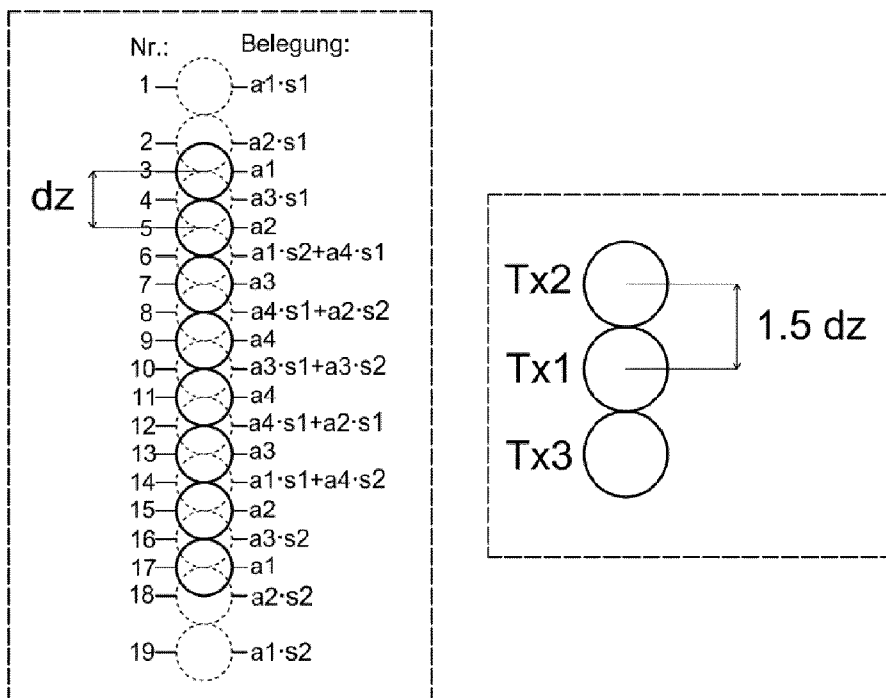 Nr.: Belegung:
1 a1·s1
2 a2·s1
3 a1
dz
4 a3·s1
5 a2
6 a1·s2+a4·s1
7 a3
8 a4·s1+a2·s2
9 a4
10 a3·s1+a3·s2
11 a4
12 a4·s1+a2·s1
13 a3
14 a1·s1+a4·s2
15 a2
16 a3·s2
17 a1
18 a2·s2
19 a1·s2
Tx2
1.5 dz
Tx1
Tx3